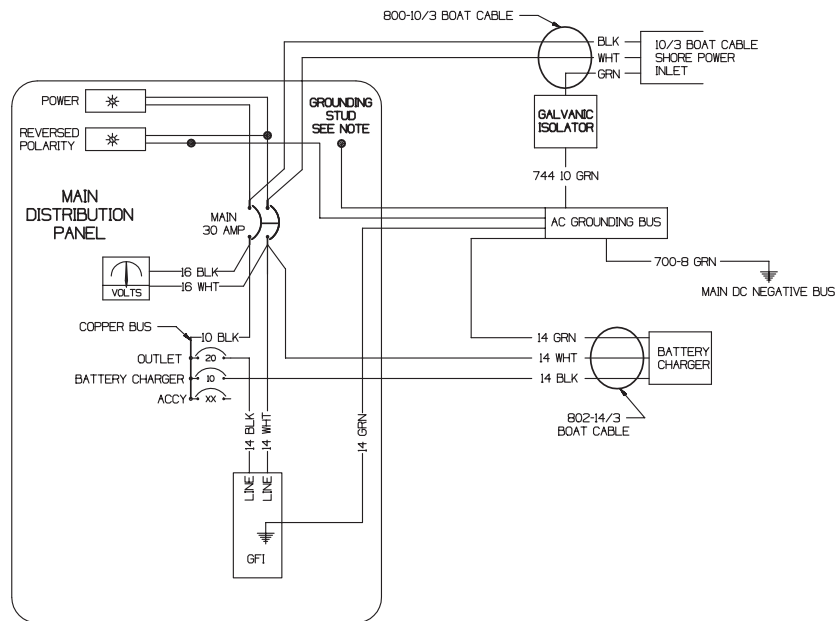 800-10/3 BOAT CABLE
BLK
WHT
GRN
10/3 BOAT CABLE
SHORE POWER
INLET
POWER
REVERSED
POLARITY
GROUNDING
STUD
SEE NOTE
GALVANIC
ISOLATOR
744 10 GRN
MAIN
DISTRIBUTION
PANEL
MAIN
30 AMP
AC GROUNDING BUS
700-8 GRN
MAIN DC NEGATIVE BUS
VOLTS
16 BLK
16 WHT
COPPER BUS
10 BLK
OUTLET
20
BATTERY CHARGER
10
ACCY
XX
14 GRN
14 WHT
14 BLK
BATTERY
CHARGER
802-14/3
BOAT CABLE
14 BLK
14 WHT
14 GRN
LINE
LINE
GFI